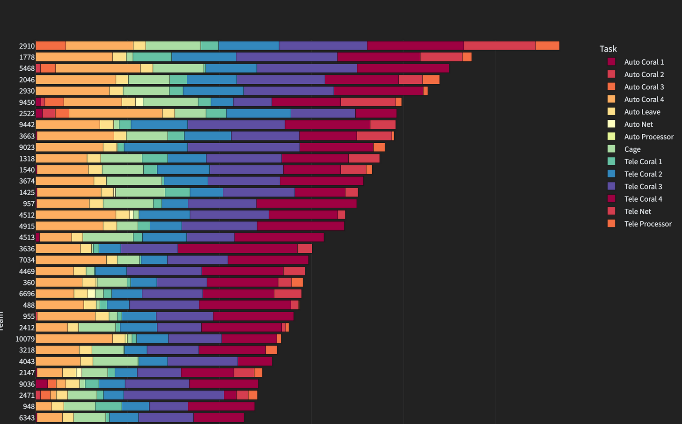 Task
Auto Coral 1
Auto Coral 2
Auto Coral 3
Auto Coral 4
Auto Leave
Auto Net
Auto Processor
Cage
Tele Coral 1
Tele Coral 2
Tele Coral 3
Tele Coral 4
Tele Net
Tele Processor
2910
1778
5468
2046
2930
9450
2522
9442
3663
9023
1318
1540
3674
1425
957
4512
4915
4513
3636
7034
4469
360
6696
488
955
2412
10079
3218
4043
2147
9036
2471
948
6343